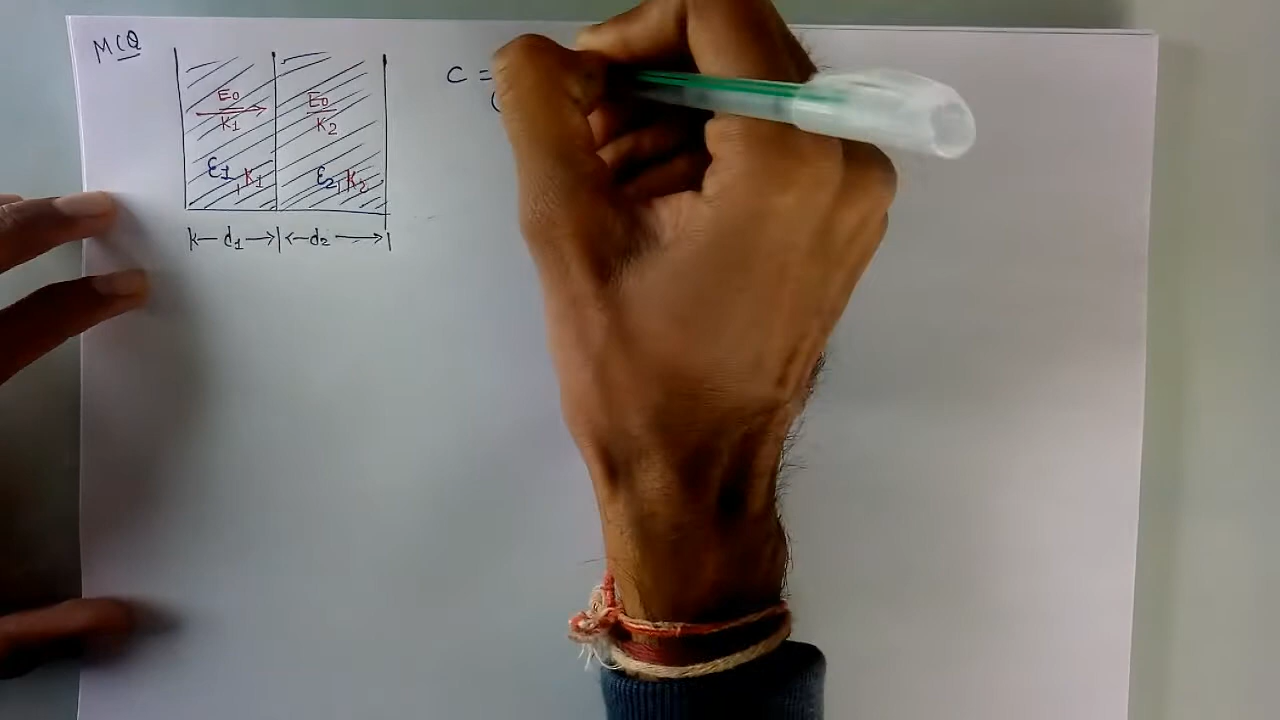 MCQ
E0/K1 E0/K2
ε1, K1 ε2, K2
d1 d2
C =
(